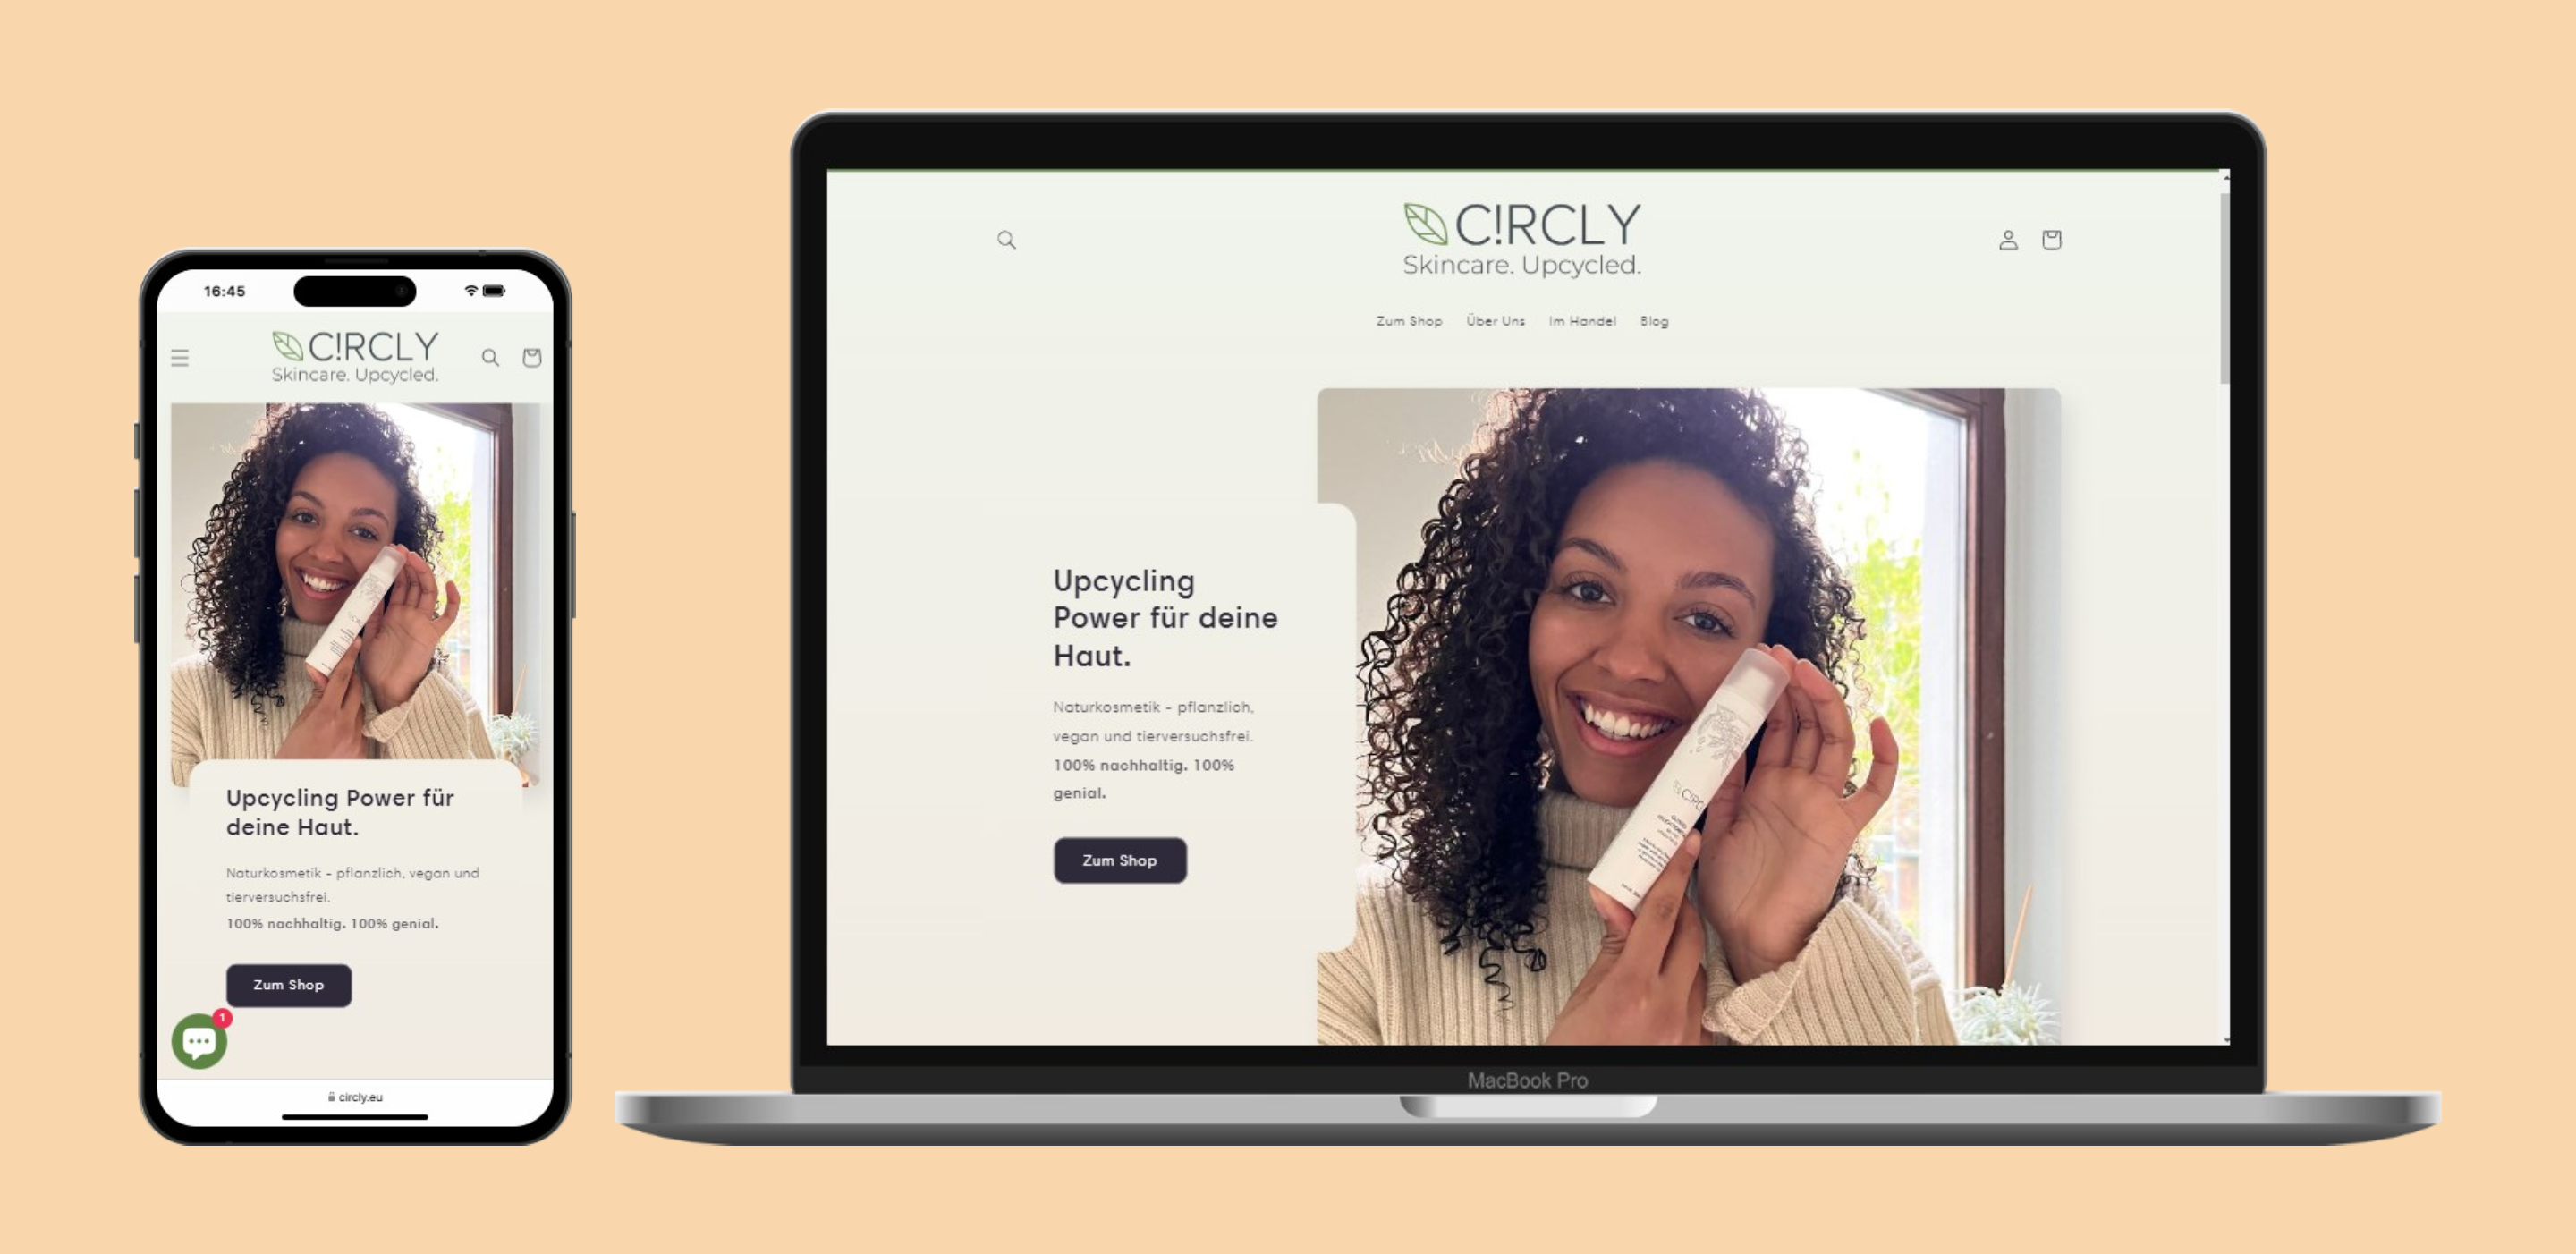 16:45
C!RCLY
Skincare. Upcycled.
Upcycling Power für
deine Haut.
Naturkosmetik - pflanzlich, vegan und
tierversuchsfrei.
100% nachhaltig. 100% genial.
Zum Shop
1
circly.eu
C!RCLY
Skincare. Upcycled.
Zum Shop Über Uns Im Handel Blog
Upcycling
Power für deine
Haut.
Naturkosmetik - pflanzlich,
vegan und tierversuchsfrei.
100% nachhaltig. 100%
genial.
Zum Shop
MacBook Pro